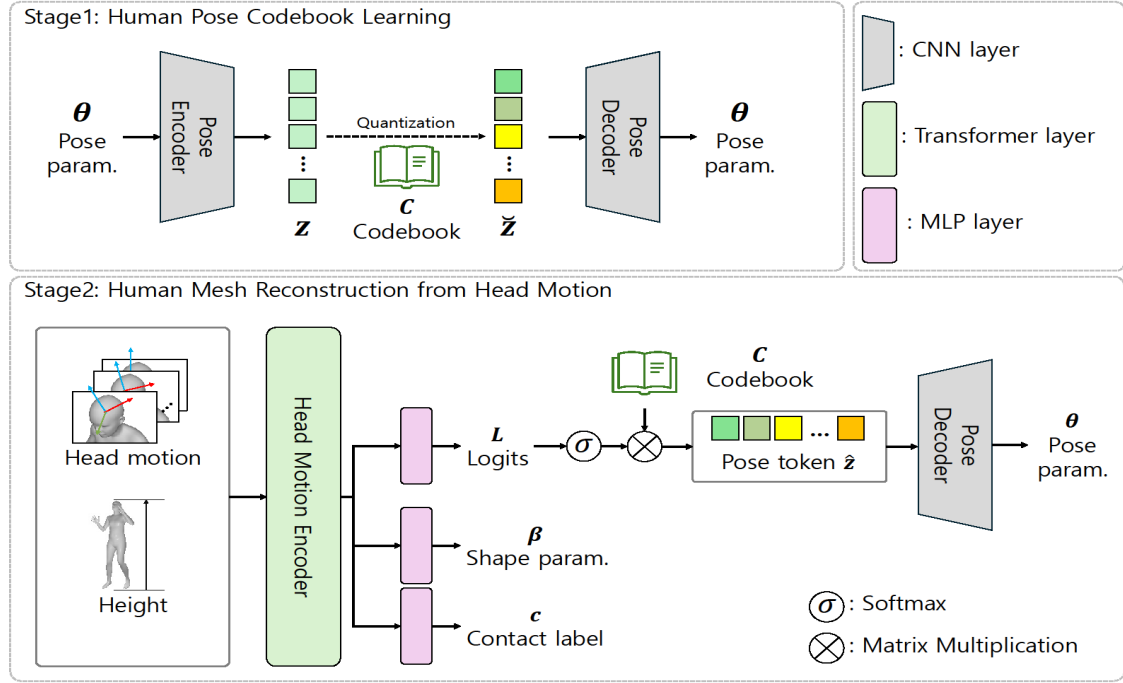 Stage1: Human Pose Codebook Learning
θ
Pose
param.
Pose
Encoder
z
Quantization
C
Codebook
z̆
Pose
Decoder
θ
Pose
param.
: CNN layer
: Transformer layer
: MLP layer
Stage2: Human Mesh Reconstruction from Head Motion
Head motion
Height
Head Motion Encoder
L
Logits
σ
C
Codebook
Pose token ẑ
Pose
Decoder
θ
Pose
param.
β
Shape param.
c
Contact label
σ : Softmax
: Matrix Multiplication